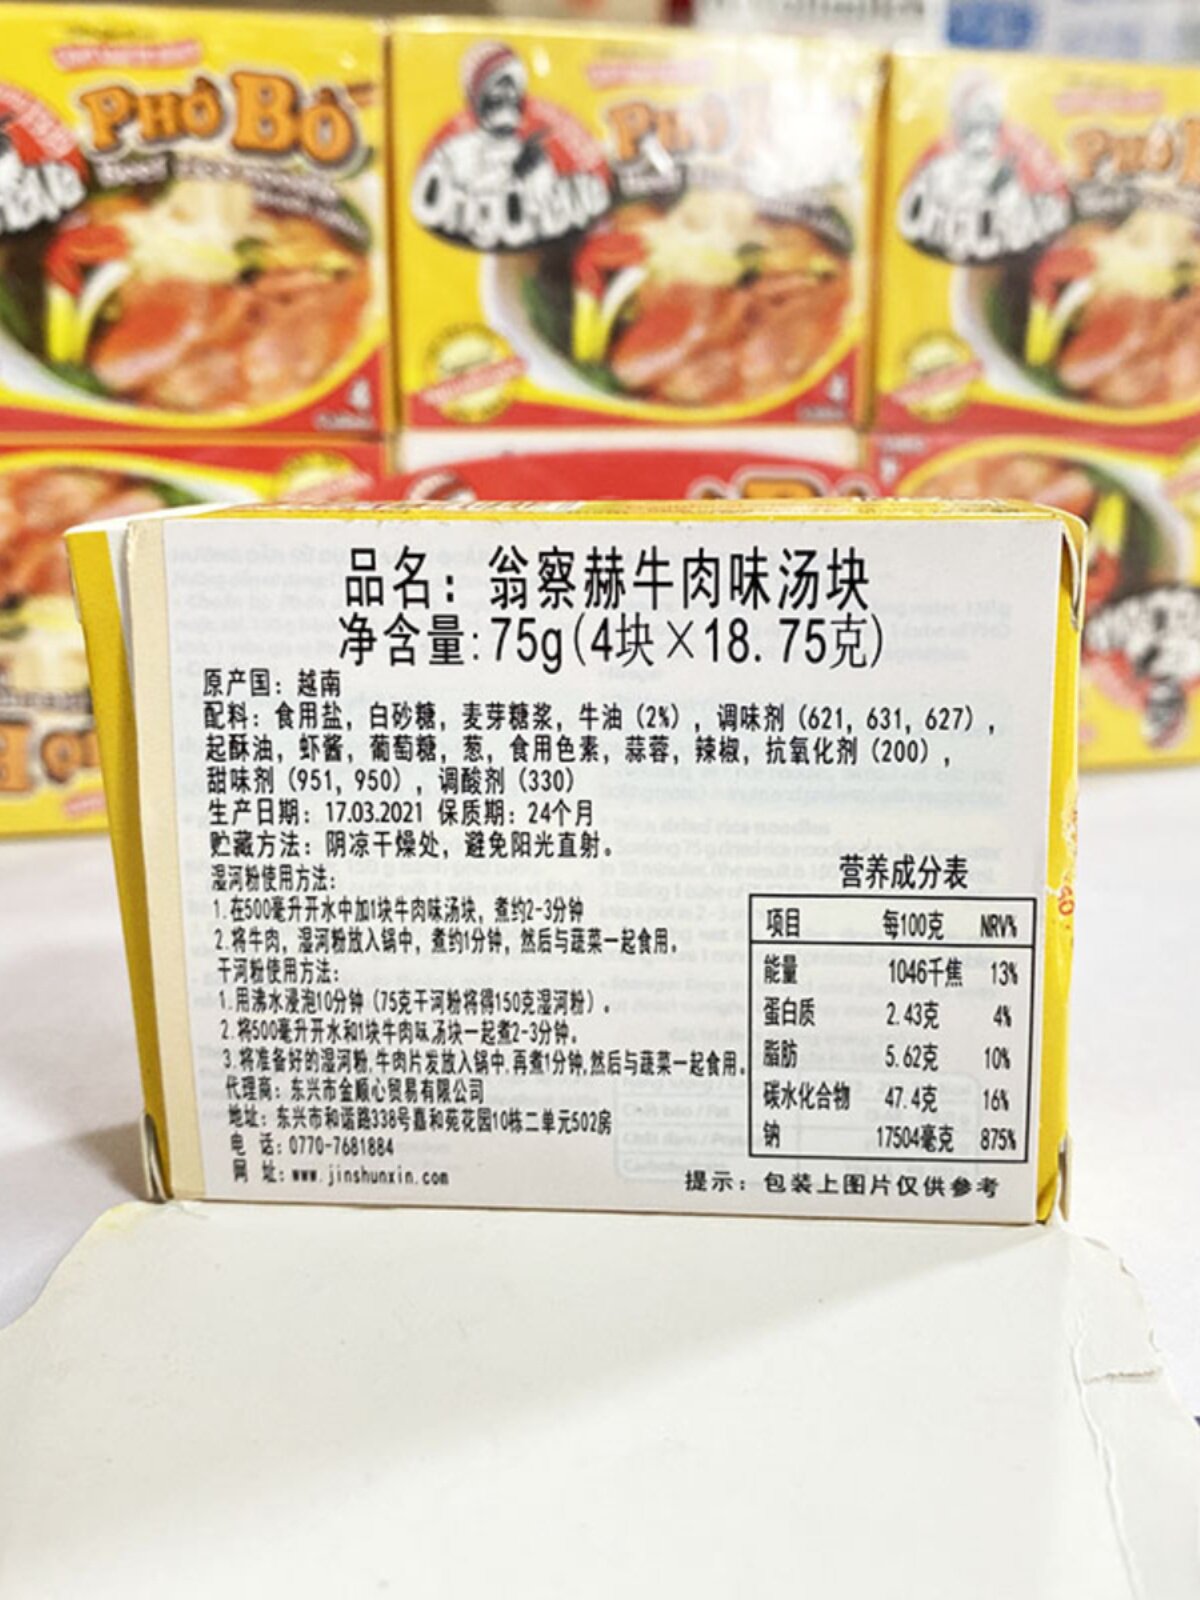 PHỞ BÒ
品名：翁察赫牛肉味汤块
净含量:75g(4块×18.75克)
原产国：越南
配料：食用盐，白砂糖，麦芽糖浆，牛油（2%），调味剂（621, 631, 627），
起酥油，虾酱，葡萄糖，葱，食用色素，蒜蓉，辣椒，抗氧化剂（200），
甜味剂（951, 950），调酸剂（330）
生产日期：17.03.2021 保质期：24个月
贮藏方法：阴凉干燥处，避免阳光直射。
湿河粉使用方法：
1.在500毫升开水中加1块牛肉味汤块，煮约2-3分钟
2.将牛肉，湿河粉放入锅中，煮约1分钟，然后与蔬菜一起食用。
干河粉使用方法：
1.用沸水浸泡10分钟（75克干河粉将得150克湿河粉）。
2.将500毫升开水和1块牛肉味汤块一起煮2-3分钟。
3.将准备好的湿河粉,牛肉片发放入锅中,再煮1分钟,然后与蔬菜一起食用。
代理商：东兴市金顺心贸易有限公司
地址：东兴市和谐路338号嘉和苑花园10栋二单元502房
电 话：0770-7681884
网 址：www.jinshunxin.com
营养成分表
项目 每100克 NRV%
能量 1046千焦 13%
蛋白质 2.43克 4%
脂肪 5.62克 10%
碳水化合物 47.4克 16%
钠 17504毫克 875%
提示：包装上图片仅供参考